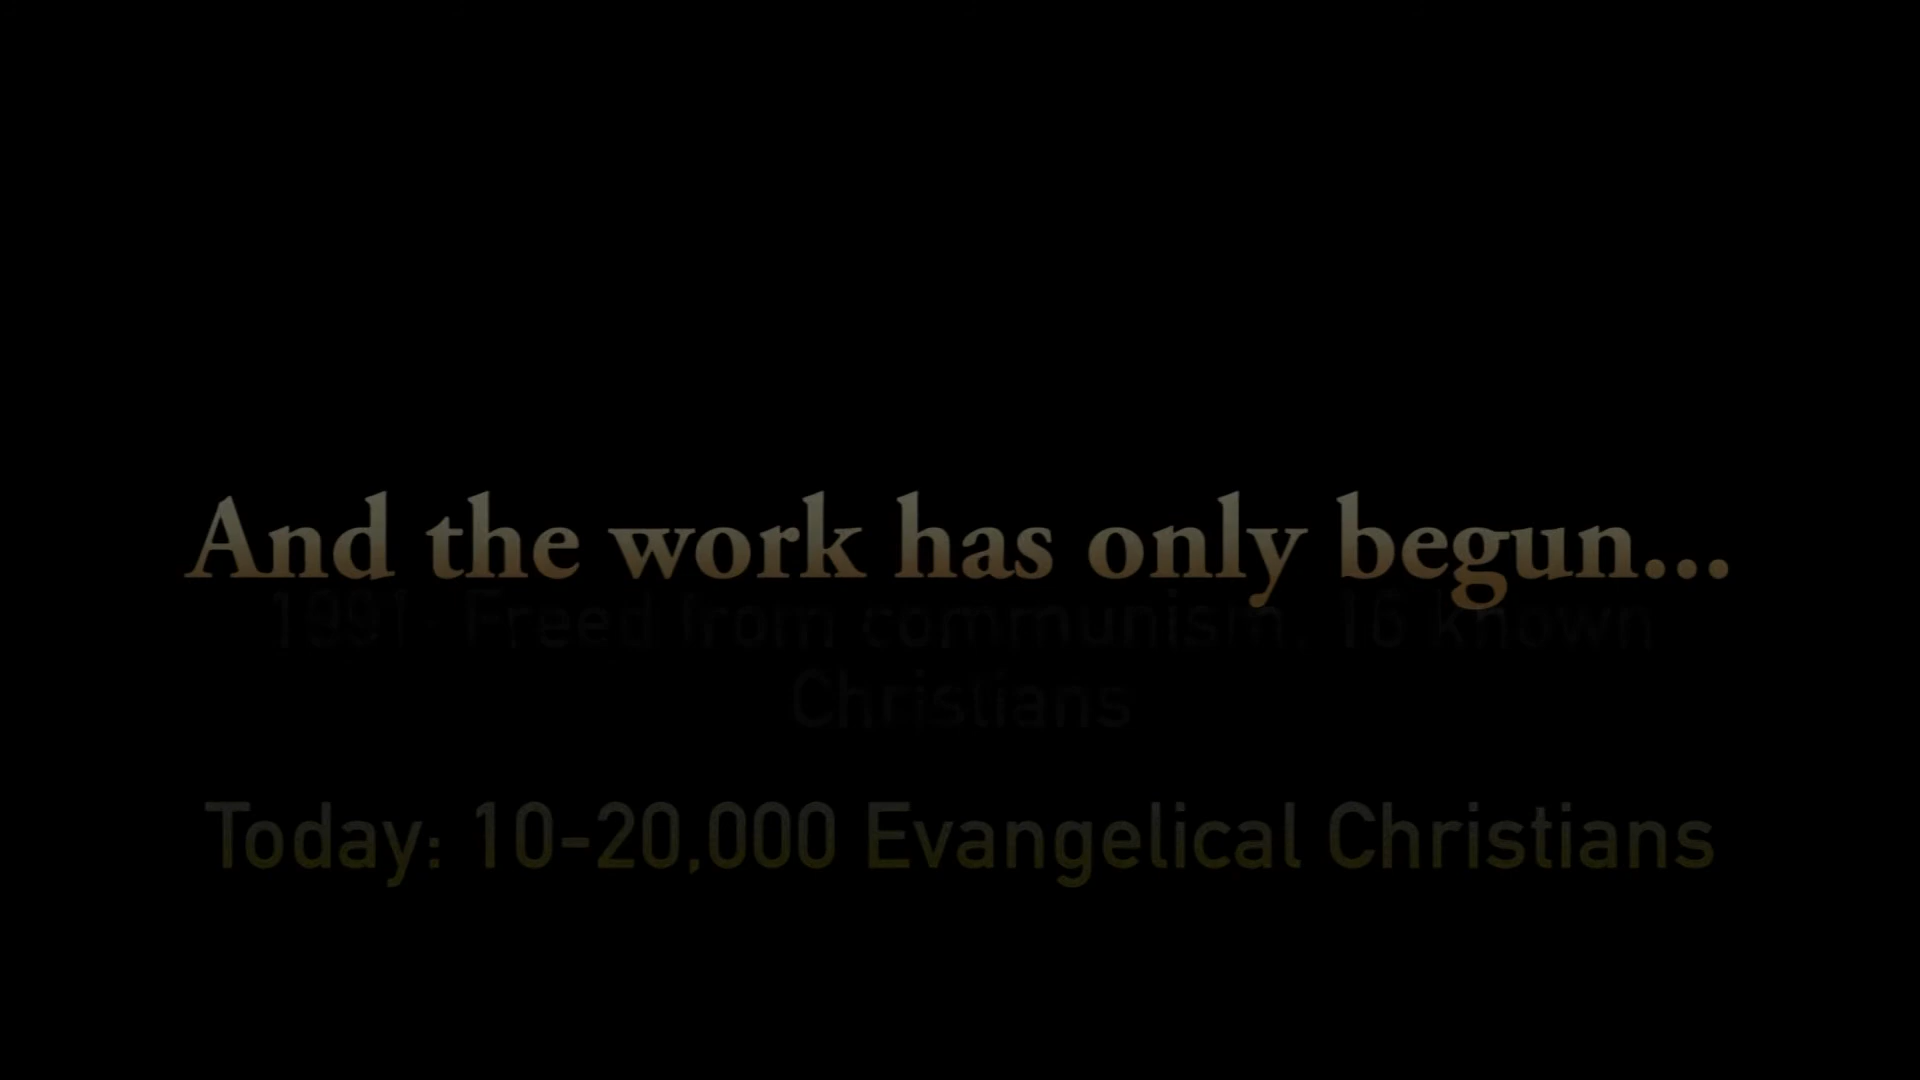 And the work has only begun...
1991- Freed from communism. 16 known
Christians
Today: 10-20,000 Evangelical Christians